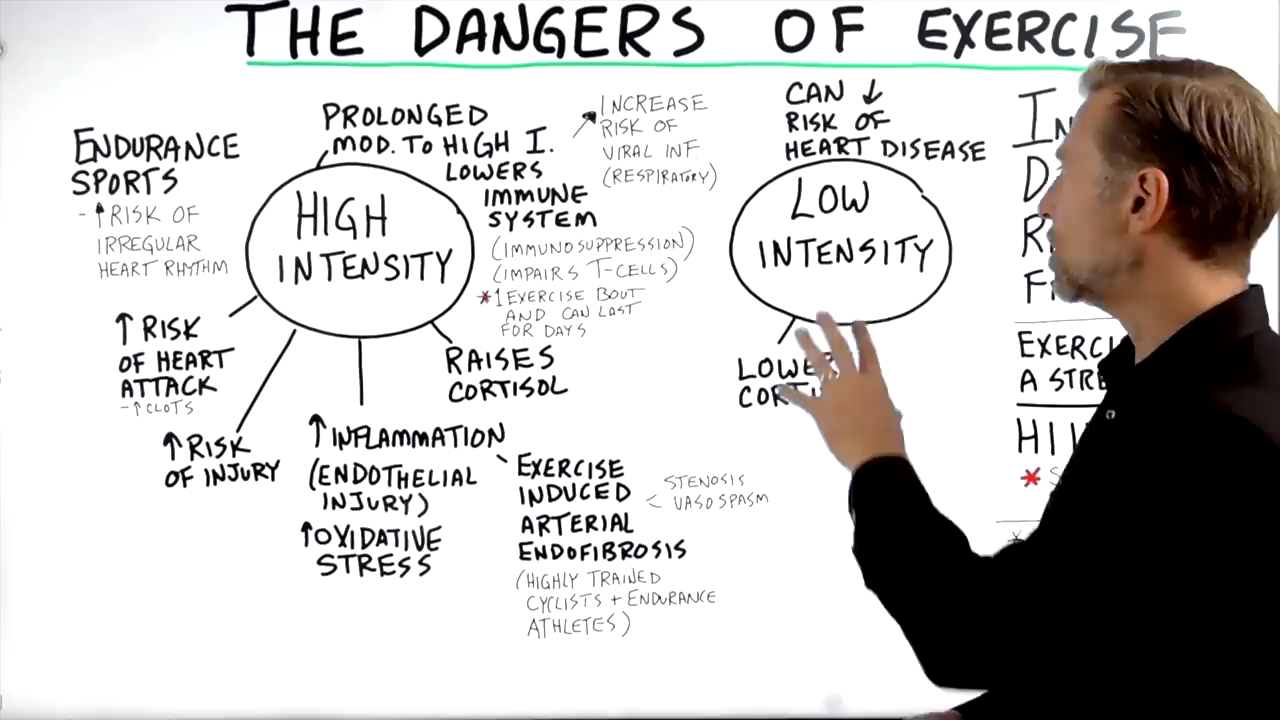 THE DANGERS OF EXERCISE
ENDURANCE
SPORTS
- ↑ RISK OF
IRREGULAR
HEART RHYTHM
PROLONGED
MOD. TO HIGH I.
LOWERS
IMMUNE
SYSTEM
(IMMUNOSUPPRESSION)
(IMPAIRS T-CELLS)
* 1 EXERCISE BOUT
AND CAN LAST
FOR DAYS
INCREASE
RISK OF
VIRAL INF.
(RESPIRATORY)
HIGH
INTENSITY
↑ RISK
OF HEART
ATTACK
- ↑ CLOTS
↑ RISK
OF INJURY
↑ INFLAMMATION
(ENDOTHELIAL
INJURY)
↑ OXIDATIVE
STRESS
RAISES
CORTISOL
EXERCISE
INDUCED
ARTERIAL
ENDOFIBROSIS
(HIGHLY TRAINED
CYCLISTS + ENDURANCE
ATHLETES)
STENOSIS
< VASOSPASM
CAN ↓
RISK OF
HEART DISEASE
LOW
INTENSITY
A
*
*